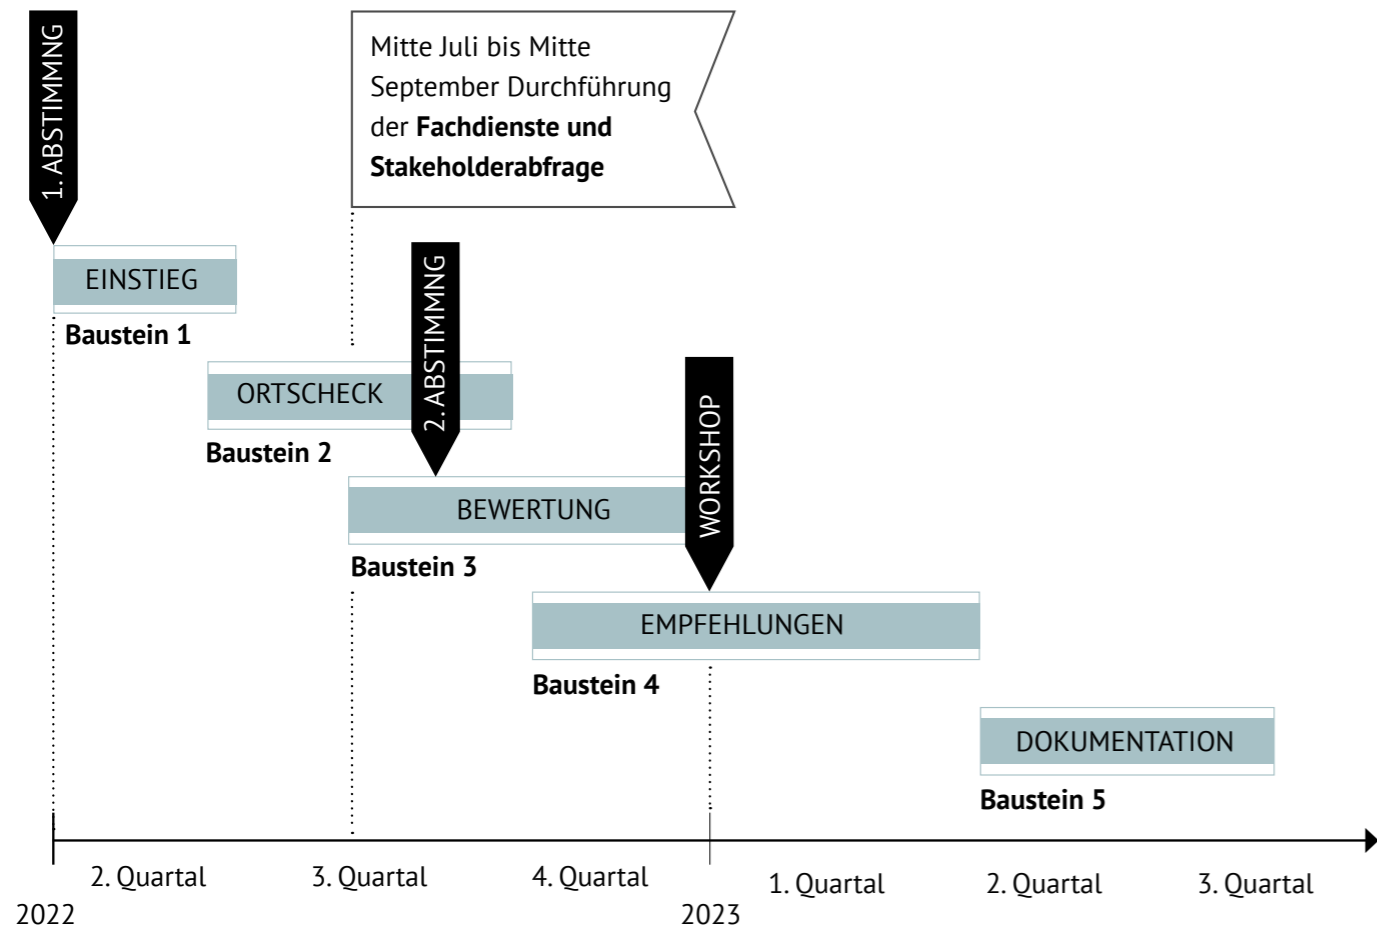 1. ABSTIMMNG
Mitte Juli bis Mitte
September Durchführung
der Fachdienste und
Stakeholderabfrage
EINSTIEG
Baustein 1
2. ABSTIMMNG
ORTSCHECK
Baustein 2
WORKSHOP
BEWERTUNG
Baustein 3
EMPFEHLUNGEN
Baustein 4
DOKUMENTATION
Baustein 5
2. Quartal
3. Quartal
4. Quartal
1. Quartal
2. Quartal
3. Quartal
2022
2023